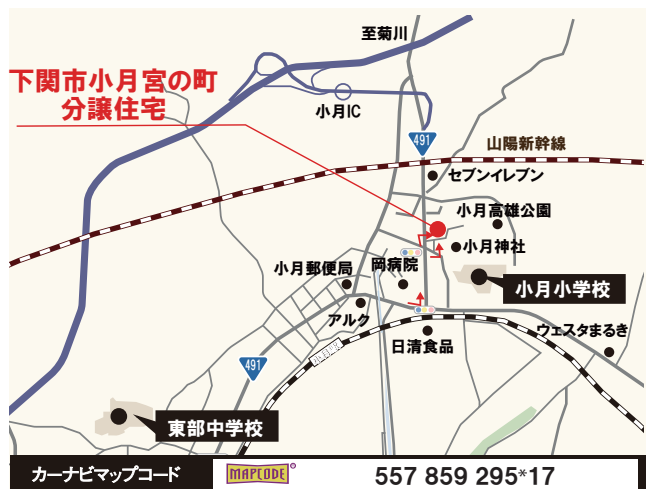 至菊川
下関市小月宮の町
分譲住宅
小月IC
491
山陽新幹線
セブンイレブン
小月高雄公園
小月神社
小月郵便局
岡病院
小月小学校
アルク
ウェスタまるき
日清食品
小月駅
491
東部中学校
カーナビマップコード
MAPCODE
557 859 295*17